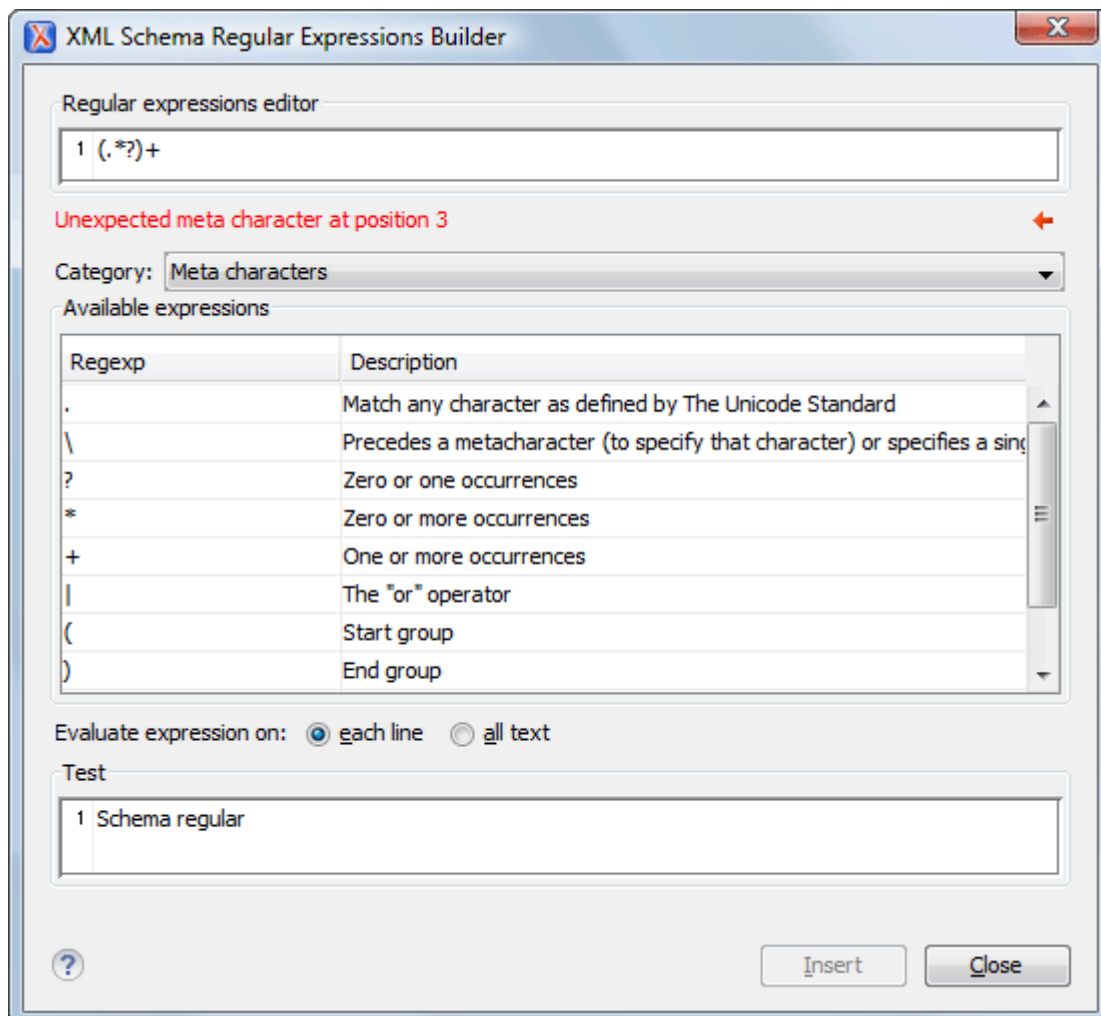 XML Schema Regular Expressions Builder
Regular expressions editor
1 (.*?)+
Unexpected meta character at position 3
Category: Meta characters
Available expressions
Regexp Description
. Match any character as defined by The Unicode Standard
\ Precedes a metacharacter (to specify that character) or specifies a sing
? Zero or one occurrences
* Zero or more occurrences
+ One or more occurrences
| The "or" operator
( Start group
) End group
Evaluate expression on: each line all text
Test
1 Schema regular
? Insert Close